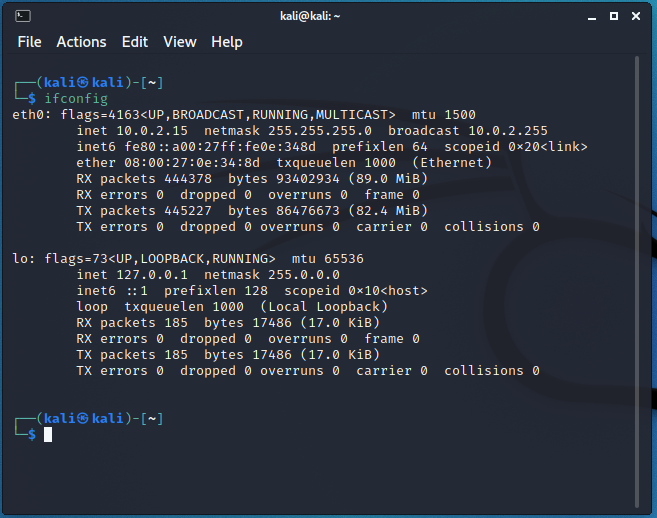 kali@kali: ~
File Actions Edit View Help
┌──(kali㉿kali)-[~]
└─$ ifconfig
eth0: flags=4163<UP,BROADCAST,RUNNING,MULTICAST>  mtu 1500
        inet 10.0.2.15  netmask 255.255.255.0  broadcast 10.0.2.255
        inet6 fe80::a00:27ff:fe0e:348d  prefixlen 64  scopeid 0×20<link>
        ether 08:00:27:0e:34:8d  txqueuelen 1000  (Ethernet)
        RX packets 444378  bytes 93402934 (89.0 MiB)
        RX errors 0  dropped 0  overruns 0  frame 0
        TX packets 445227  bytes 86476673 (82.4 MiB)
        TX errors 0  dropped 0 overruns 0  carrier 0  collisions 0
lo: flags=73<UP,LOOPBACK,RUNNING>  mtu 65536
        inet 127.0.0.1  netmask 255.0.0.0
        inet6 ::1  prefixlen 128  scopeid 0×10<host>
        loop  txqueuelen 1000  (Local Loopback)
        RX packets 185  bytes 17486 (17.0 KiB)
        RX errors 0  dropped 0  overruns 0  frame 0
        TX packets 185  bytes 17486 (17.0 KiB)
        TX errors 0  dropped 0 overruns 0  carrier 0  collisions 0
┌──(kali㉿kali)-[~]
└─$